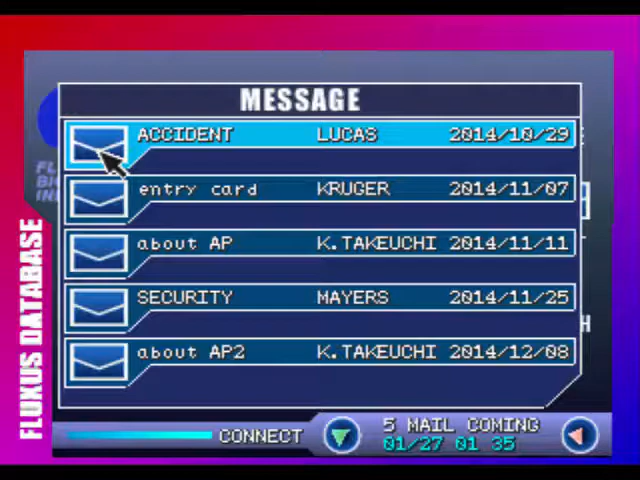 MESSAGE
ACCIDENT LUCAS 2014/10/29
entry card KRUGER 2014/11/07
about AP K.TAKEUCHI 2014/11/11
SECURITY MAYERS 2014/11/25
about AP2 K.TAKEUCHI 2014/12/08
FLUXUS DATABASE
CONNECT
5 MAIL COMING
01/27 01 35